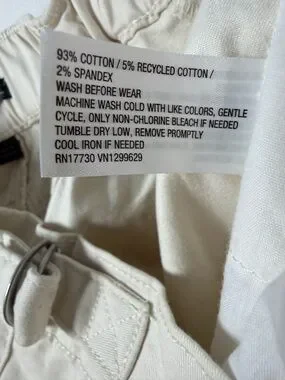 93% COTTON / 5% RECYCLED COTTON /
2% SPANDEX
WASH BEFORE WEAR
MACHINE WASH COLD WITH LIKE COLORS, GENTLE
CYCLE, ONLY NON-CHLORINE BLEACH IF NEEDED
TUMBLE DRY LOW, REMOVE PROMPTLY
COOL IRON IF NEEDED
RN17730 VN1299629